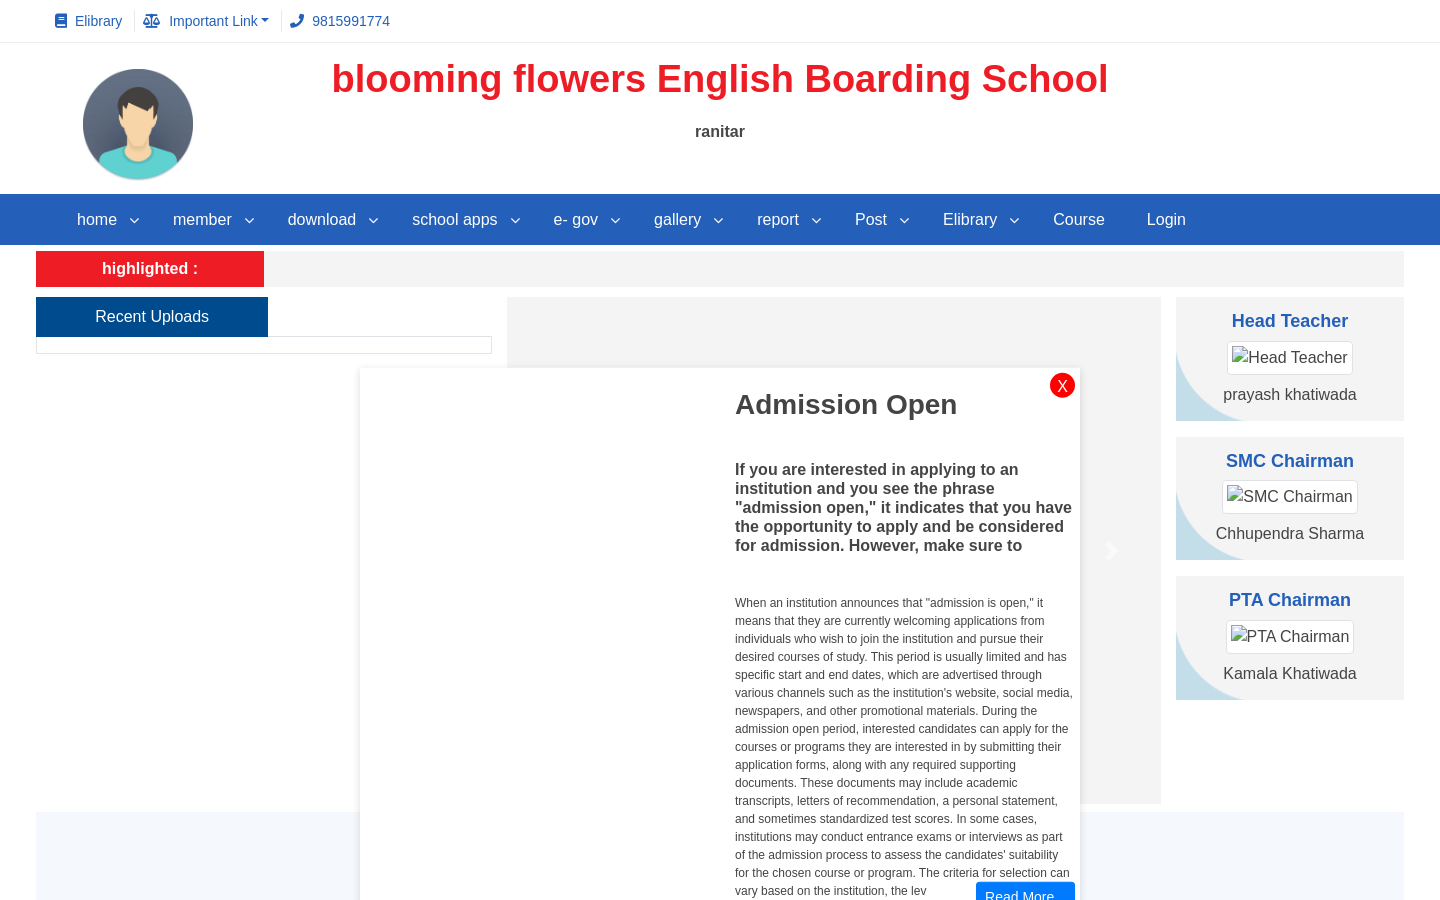 Elibrary
Important Link
9815991774
blooming flowers English Boarding School
ranitar
home
member
download
school apps
e- gov
gallery
report
Post
Elibrary
Course
Login
highlighted :
Recent Uploads
Head Teacher
Head Teacher
prayash khatiwada
SMC Chairman
SMC Chairman
Chhupendra Sharma
PTA Chairman
PTA Chairman
Kamala Khatiwada
X
Admission Open
If you are interested in applying to an
institution and you see the phrase
"admission open," it indicates that you have
the opportunity to apply and be considered
for admission. However, make sure to
When an institution announces that "admission is open," it
means that they are currently welcoming applications from
individuals who wish to join the institution and pursue their
desired courses of study. This period is usually limited and has
specific start and end dates, which are advertised through
various channels such as the institution's website, social media,
newspapers, and other promotional materials. During the
admission open period, interested candidates can apply for the
courses or programs they are interested in by submitting their
application forms, along with any required supporting
documents. These documents may include academic
transcripts, letters of recommendation, a personal statement,
and sometimes standardized test scores. In some cases,
institutions may conduct entrance exams or interviews as part
of the admission process to assess the candidates' suitability
for the chosen course or program. The criteria for selection can
vary based on the institution, the lev
Read More